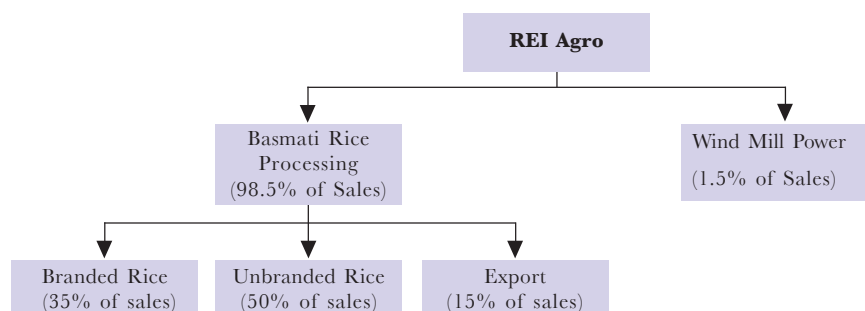 REI Agro
Basmati Rice
Processing
(98.5% of Sales)
Wind Mill Power
(1.5% of Sales)
Branded Rice
(35% of sales)
Unbranded Rice
(50% of sales)
Export
(15% of sales)